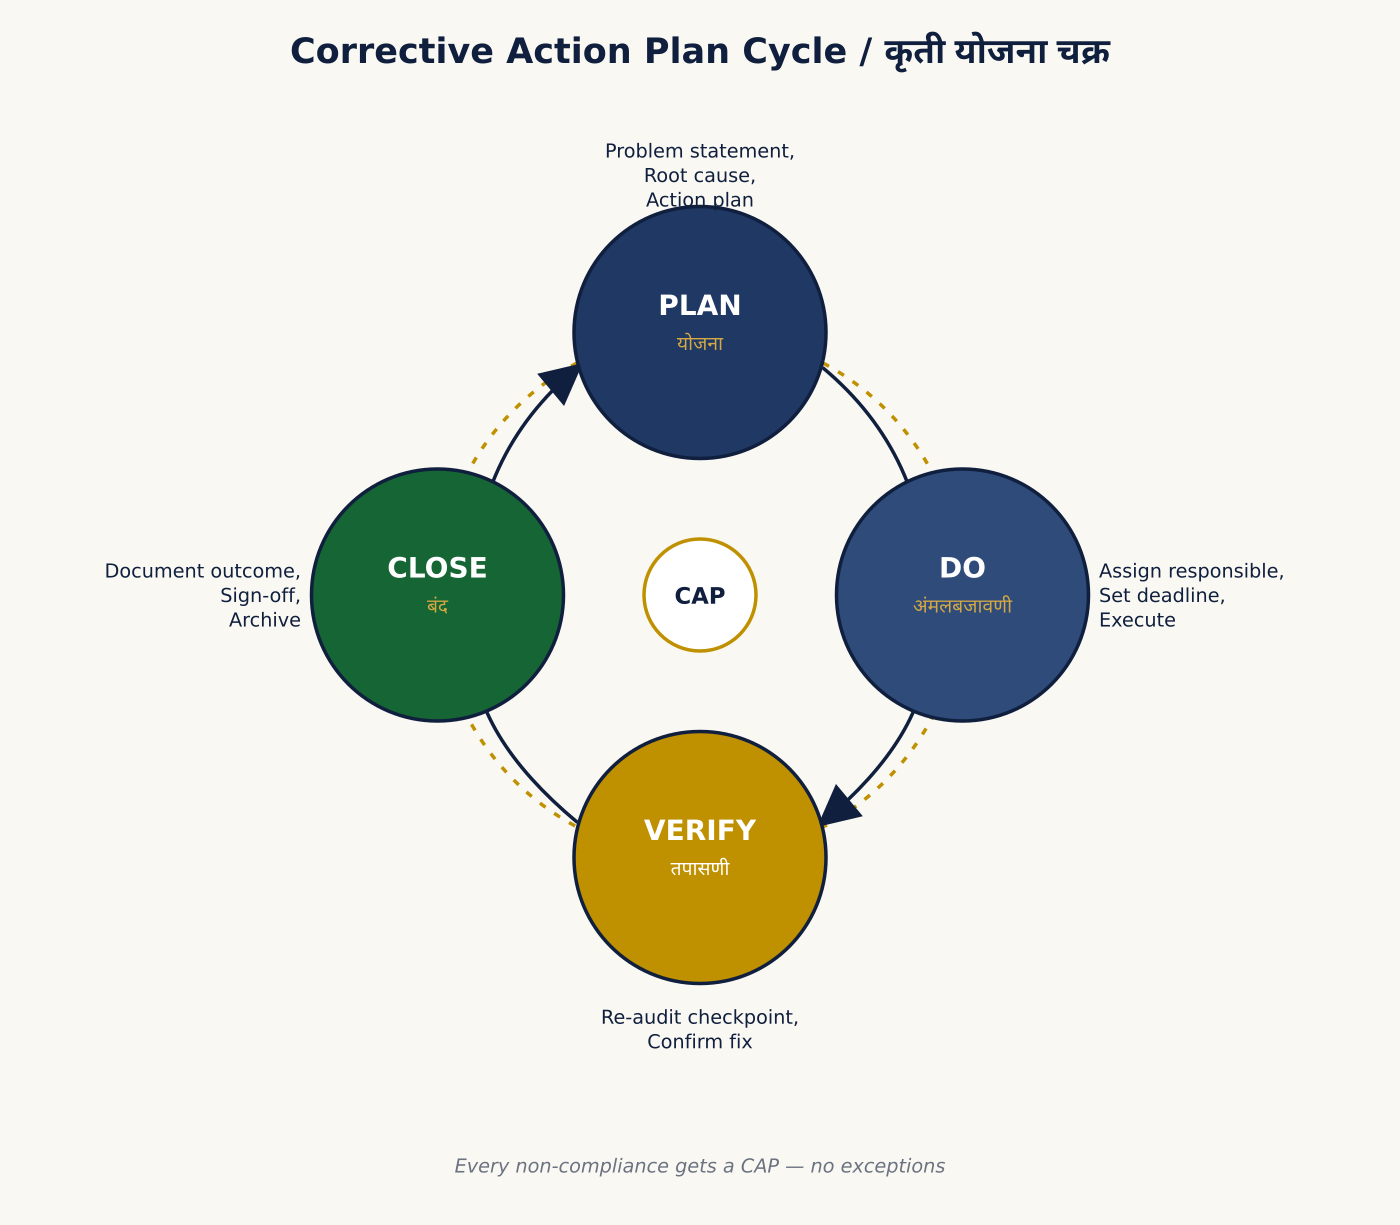 Corrective Action Plan Cycle / कृती योजना चक्र
Problem statement,
Root cause,
Action plan
PLAN
योजना
CLOSE
बंद
Document outcome,
Sign-off,
Archive
CAP
DO
अंमलबजावणी
Assign responsible,
Set deadline,
Execute
VERIFY
तपासणी
Re-audit checkpoint,
Confirm fix
Every non-compliance gets a CAP — no exceptions